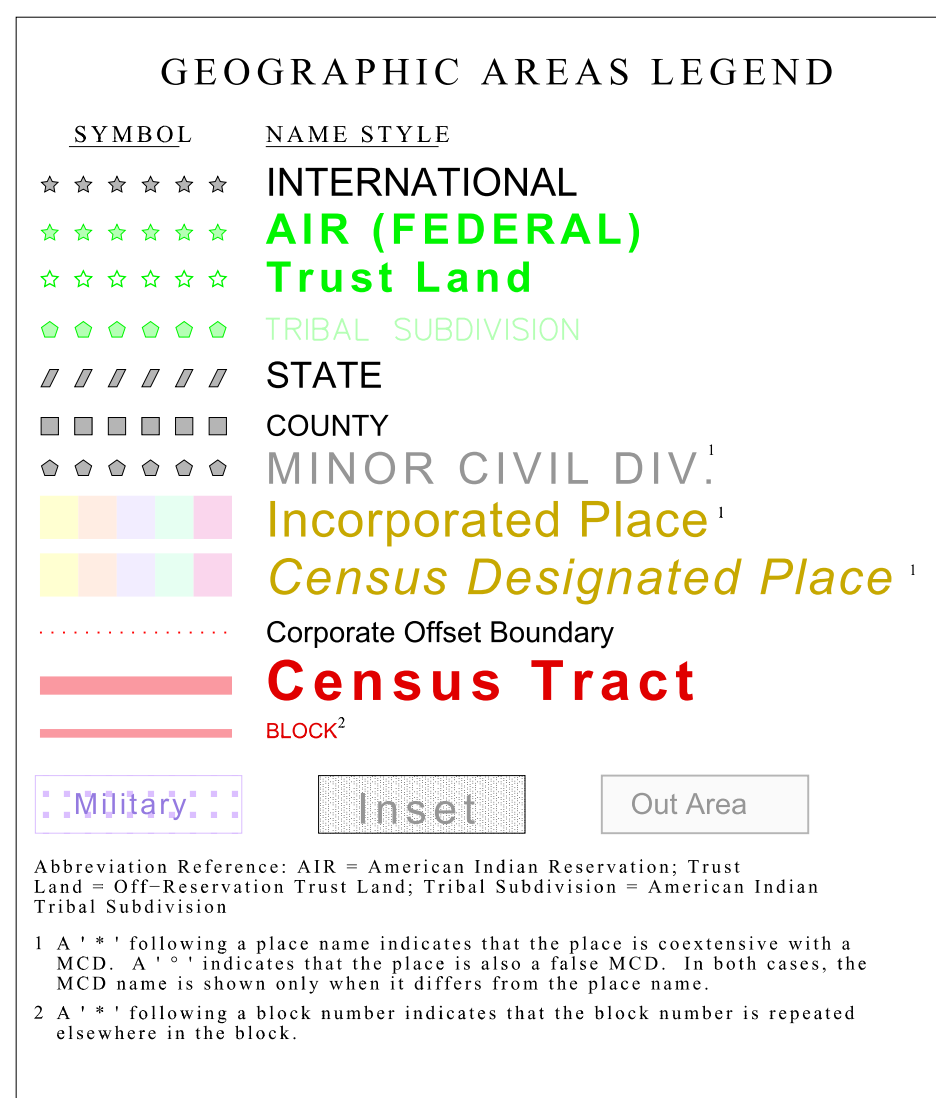 GEOGRAPHIC AREAS LEGEND
SYMBOL NAME STYLE
INTERNATIONAL
AIR (FEDERAL)
Trust Land
TRIBAL SUBDIVISION
STATE
COUNTY
MINOR CIVIL DIV.1
Incorporated Place 1
Census Designated Place 1
Corporate Offset Boundary
Census Tract
BLOCK2
Military Inset Out Area
Abbreviation Reference: AIR = American Indian Reservation; Trust
Land = Off−Reservation Trust Land; Tribal Subdivision = American Indian
Tribal Subdivision
1 A ' * ' following a place name indicates that the place is coextensive with a
MCD. A ' ° ' indicates that the place is also a false MCD. In both cases, the
MCD name is shown only when it differs from the place name.
2 A ' * ' following a block number indicates that the block number is repeated
elsewhere in the block.